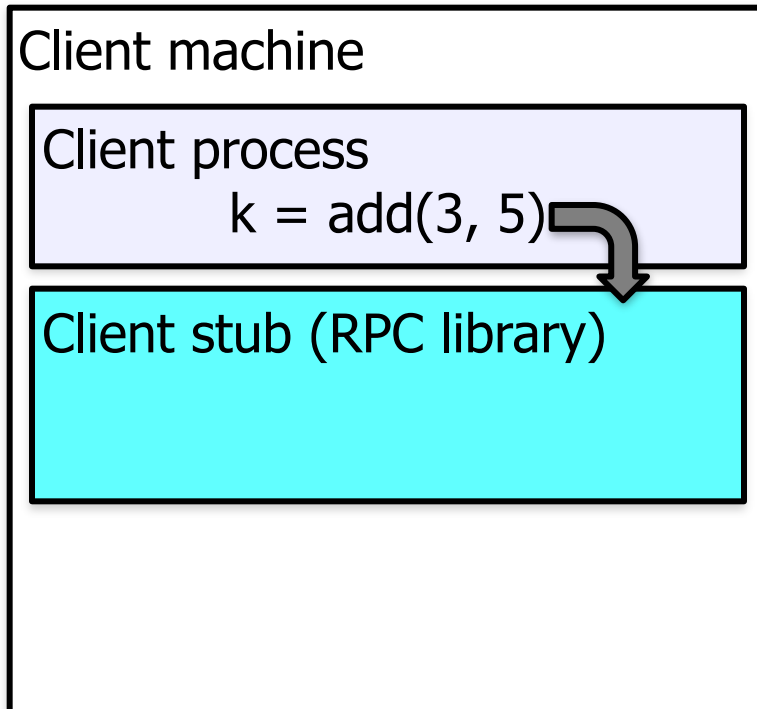 Client machine
Client process
k = add(3, 5)
Client stub (RPC library)